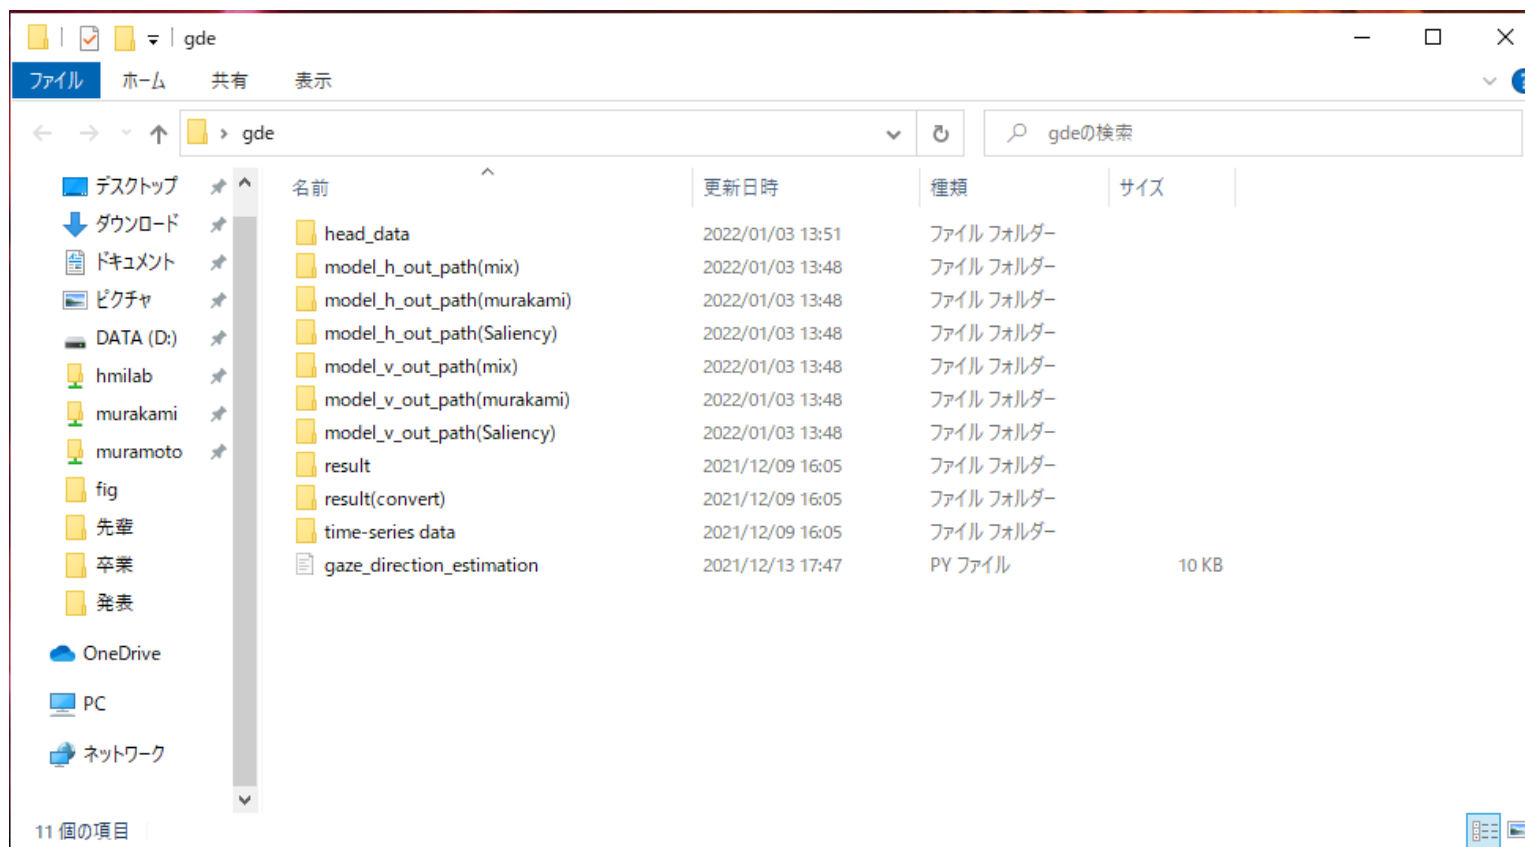 gde
ファイル ホーム 共有 表示
gde
gdeの検索
名前 更新日時 種類 サイズ
デスクトップ
ダウンロード
ドキュメント
ピクチャ
DATA (D:)
hmilab
murakami
muramoto
fig
先輩
卒業
発表
OneDrive
PC
ネットワーク
head_data 2022/01/03 13:51 ファイル フォルダー
model_h_out_path(mix) 2022/01/03 13:48 ファイル フォルダー
model_h_out_path(murakami) 2022/01/03 13:48 ファイル フォルダー
model_h_out_path(Saliency) 2022/01/03 13:48 ファイル フォルダー
model_v_out_path(mix) 2022/01/03 13:48 ファイル フォルダー
model_v_out_path(murakami) 2022/01/03 13:48 ファイル フォルダー
model_v_out_path(Saliency) 2022/01/03 13:48 ファイル フォルダー
result 2021/12/09 16:05 ファイル フォルダー
result(convert) 2021/12/09 16:05 ファイル フォルダー
time-series data 2021/12/09 16:05 ファイル フォルダー
gaze_direction_estimation 2021/12/13 17:47 PY ファイル 10 KB
11 個の項目